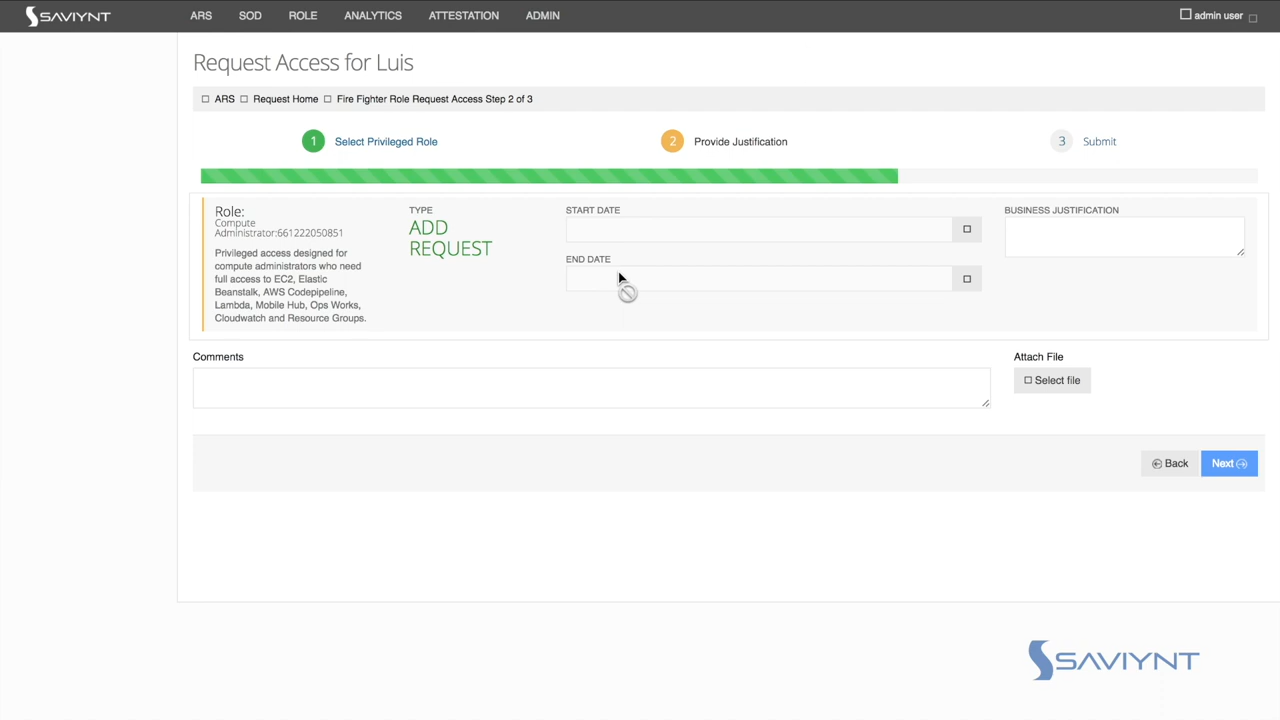 SAVIYNT
ARS SOD ROLE ANALYTICS ATTESTATION ADMIN
admin user
Request Access for Luis
ARS Request Home Fire Fighter Role Request Access Step 2 of 3
1 Select Privileged Role
2 Provide Justification
3 Submit
Role:
Compute
Administrator:661222050851
Privileged access designed for
compute administrators who need
full access to EC2, Elastic
Beanstalk, AWS Codepipeline,
Lambda, Mobile Hub, Ops Works,
Cloudwatch and Resource Groups.
TYPE
ADD
REQUEST
START DATE
END DATE
BUSINESS JUSTIFICATION
Comments
Attach File
Select file
Back
Next
SAVIYNT